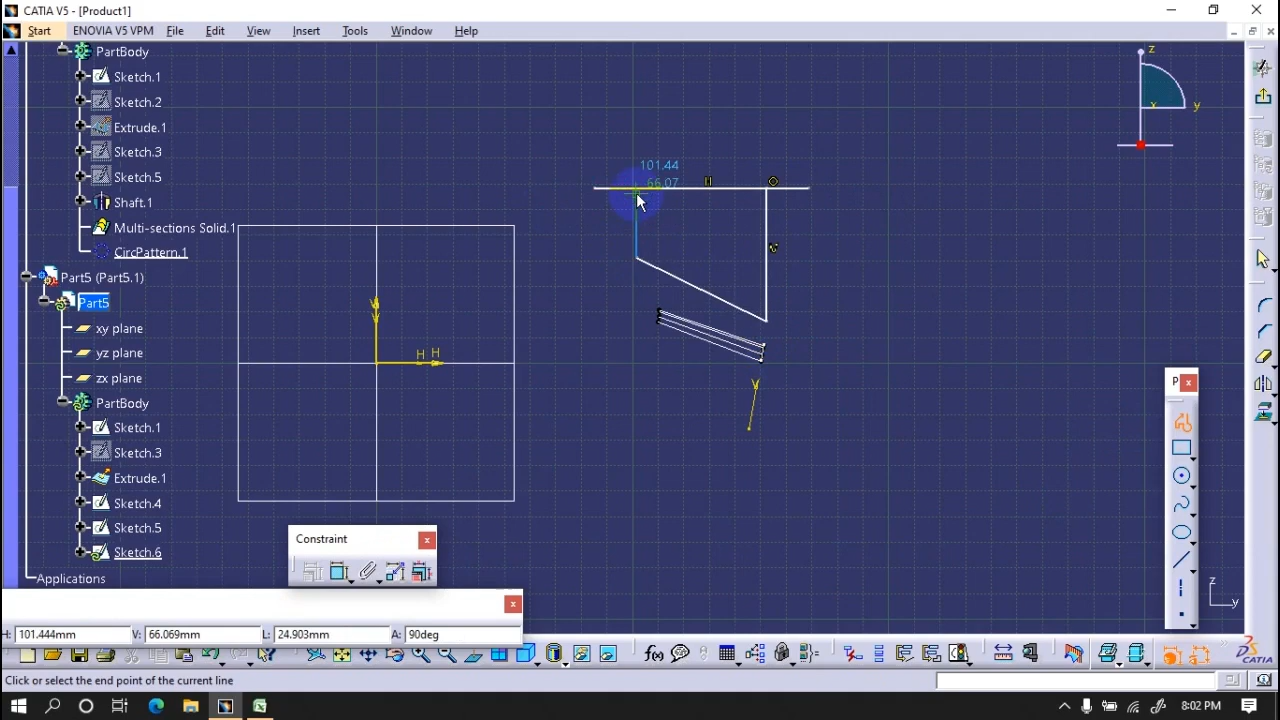 CATIA V5 - [Product1]
Start ENOVIA V5 VPM File Edit View Insert Tools Window Help
PartBody
Sketch.1
Sketch.2
Extrude.1
Sketch.3
Sketch.5
Shaft.1
Multi-sections Solid.1
CircPattern.1
Part5 (Part5.1)
Part5
xy plane
yz plane
zx plane
PartBody
Sketch.1
Sketch.3
Extrude.1
Sketch.4
Sketch.5
Sketch.6
Applications
101.44
66.07
H
V
H H
V
z
x y
P
Constraint
H: 101.444mm V: 66.069mm L: 24.903mm A: 90deg
z
y
f(x)
CATIA
Click or select the end point of the current line
8:02 PM